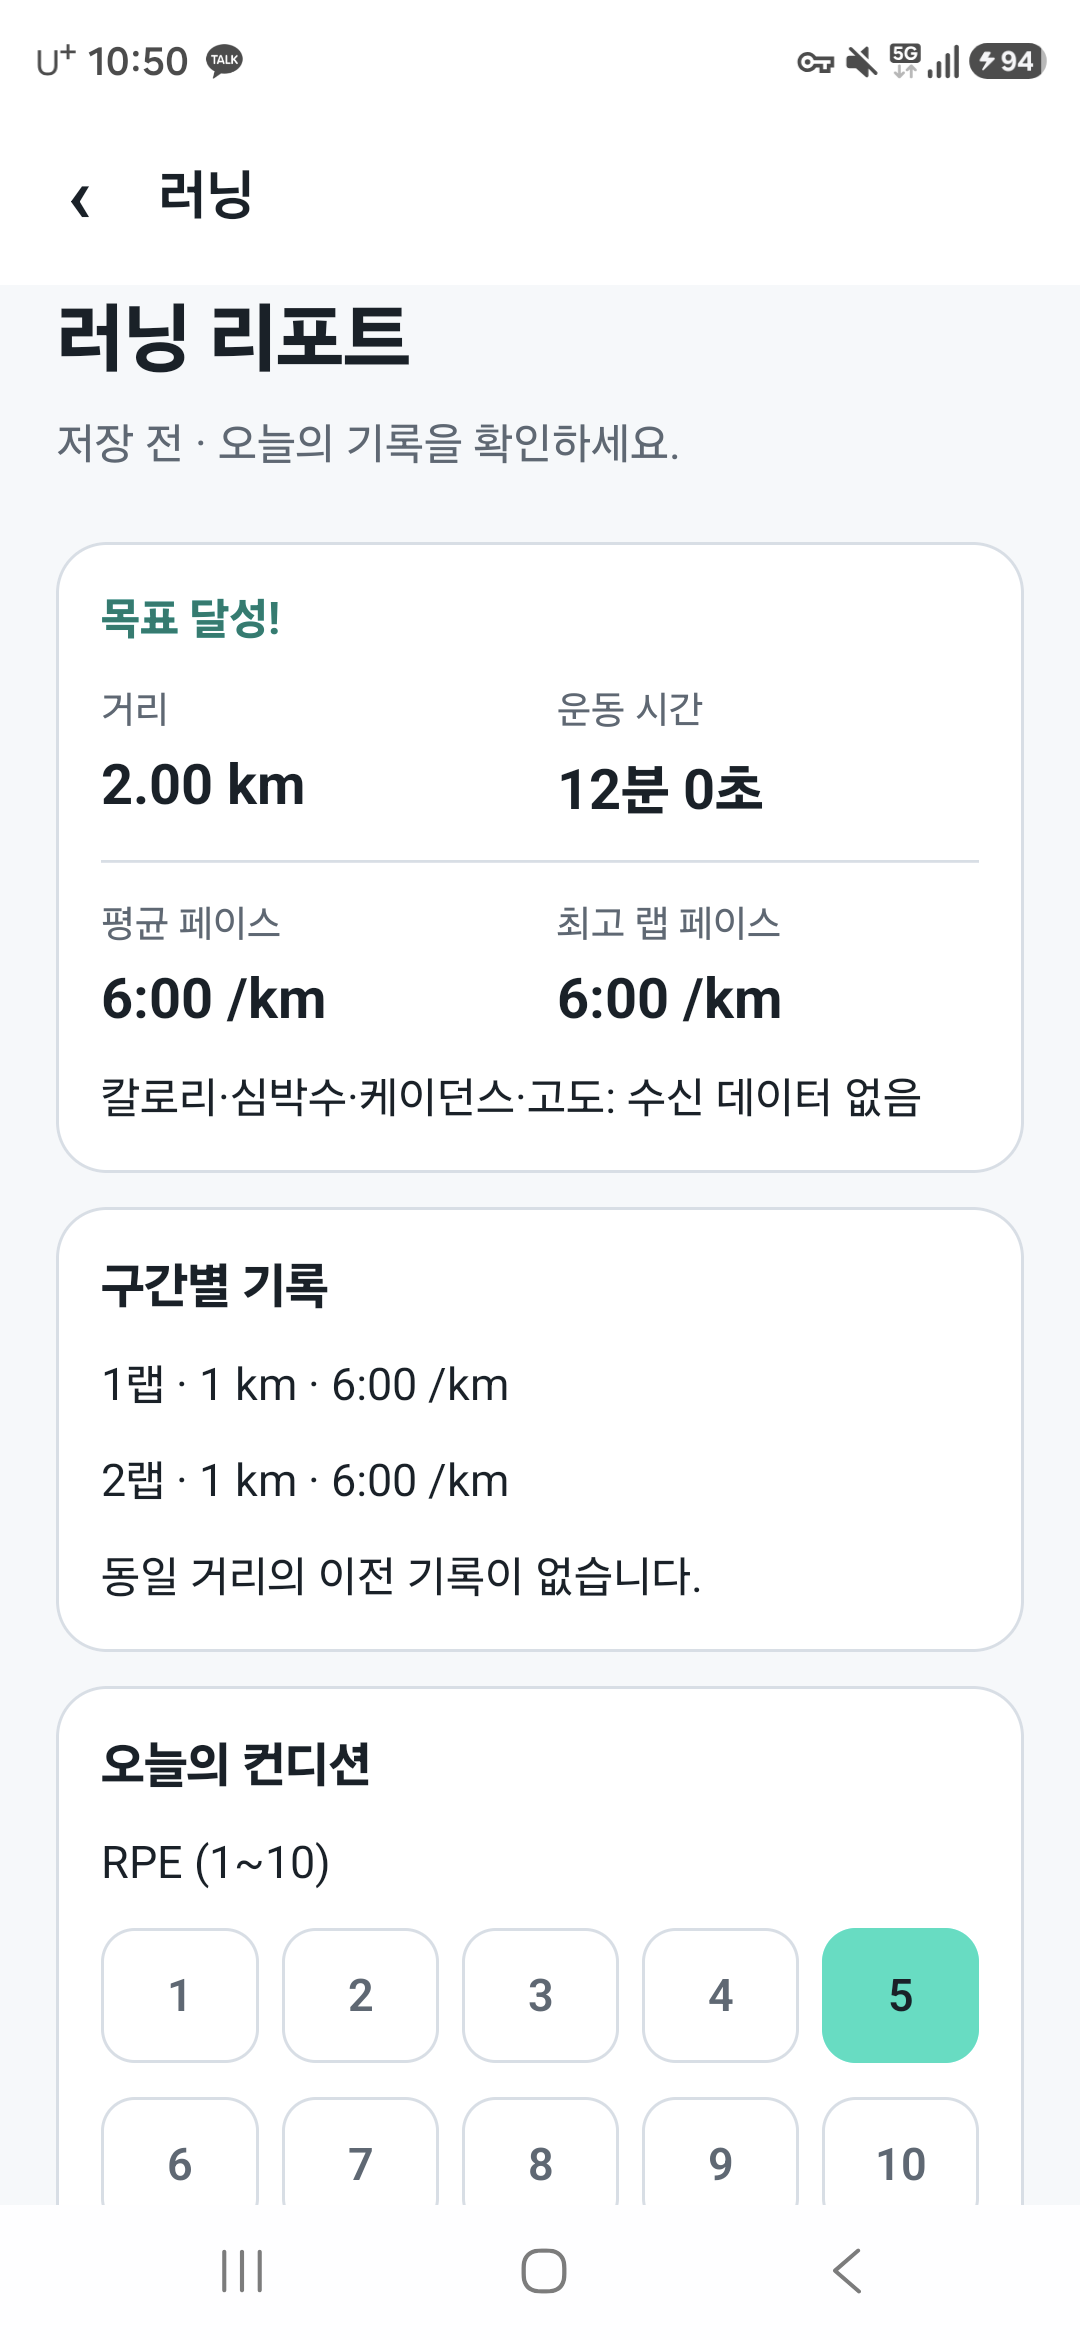 U+ 10:50 TALK 5G 94
러닝
러닝 리포트
저장 전 · 오늘의 기록을 확인하세요.
목표 달성!
거리 운동 시간
2.00 km 12분 0초
평균 페이스 최고 랩 페이스
6:00 /km 6:00 /km
칼로리·심박수·케이던스·고도: 수신 데이터 없음
구간별 기록
1랩 · 1 km · 6:00 /km
2랩 · 1 km · 6:00 /km
동일 거리의 이전 기록이 없습니다.
오늘의 컨디션
RPE (1~10)
1 2 3 4 5
6 7 8 9 10